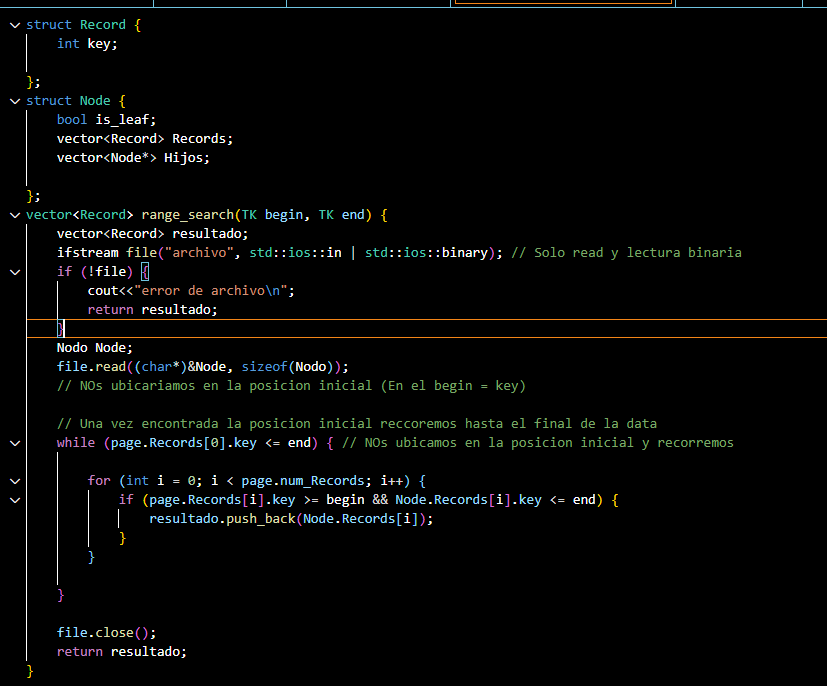 struct Record {
    int key;

};
struct Node {
    bool is_leaf;
    vector<Record> Records;
    vector<Node*> Hijos;

};
vector<Record> range_search(TK begin, TK end) {
    vector<Record> resultado;
    ifstream file("archivo", std::ios::in | std::ios::binary); // Solo read y lectura binaria
    if (!file) {
        cout<<"error de archivo\n";
        return resultado;
    }
    Nodo Node;
    file.read((char*)&Node, sizeof(Nodo));
    // NOs ubicariamos en la posicion inicial (En el begin = key)

    // Una vez encontrada la posicion inicial reccoremos hasta el final de la data
    while (page.Records[0].key <= end) { // NOs ubicamos en la posicion inicial y recorremos

        for (int i = 0; i < page.num_Records; i++) {
            if (page.Records[i].key >= begin && Node.Records[i].key <= end) {
                resultado.push_back(Node.Records[i]);
            }
        }

    }

    file.close();
    return resultado;
}